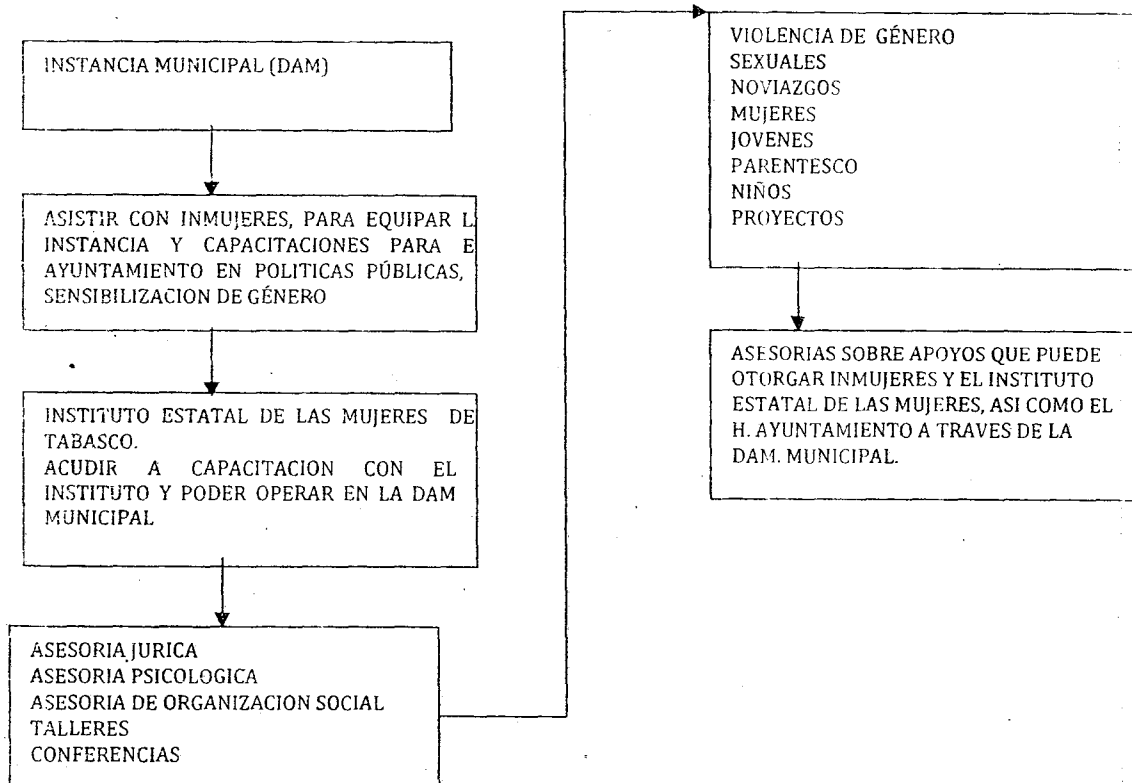 INSTANCIA MUNICIPAL (DAM)
ASISTIR CON INMUJERES, PARA EQUIPAR L
INSTANCIA Y CAPACITACIONES PARA E
AYUNTAMIENTO EN POLITICAS PÚBLICAS,
SENSIBILIZACION DE GÉNERO
INSTITUTO ESTATAL DE LAS MUJERES DE
TABASCO.
ACUDIR A CAPACITACION CON EL
INSTITUTO Y PODER OPERAR EN LA DAM
MUNICIPAL
ASESORIA JURICA
ASESORIA PSICOLOGICA
ASESORIA DE ORGANIZACION SOCIAL
TALLERES
CONFERENCIAS
VIOLENCIA DE GÉNERO
SEXUALES
NOVIAZGOS
MUJERES
JOVENES
PARENTESCO
NIÑOS
PROYECTOS
ASESORIAS SOBRE APOYOS QUE PUEDE
OTORGAR INMUJERES Y EL INSTITUTO
ESTATAL DE LAS MUJERES, ASI COMO EL
H. AYUNTAMIENTO A TRAVES DE LA
DAM. MUNICIPAL.